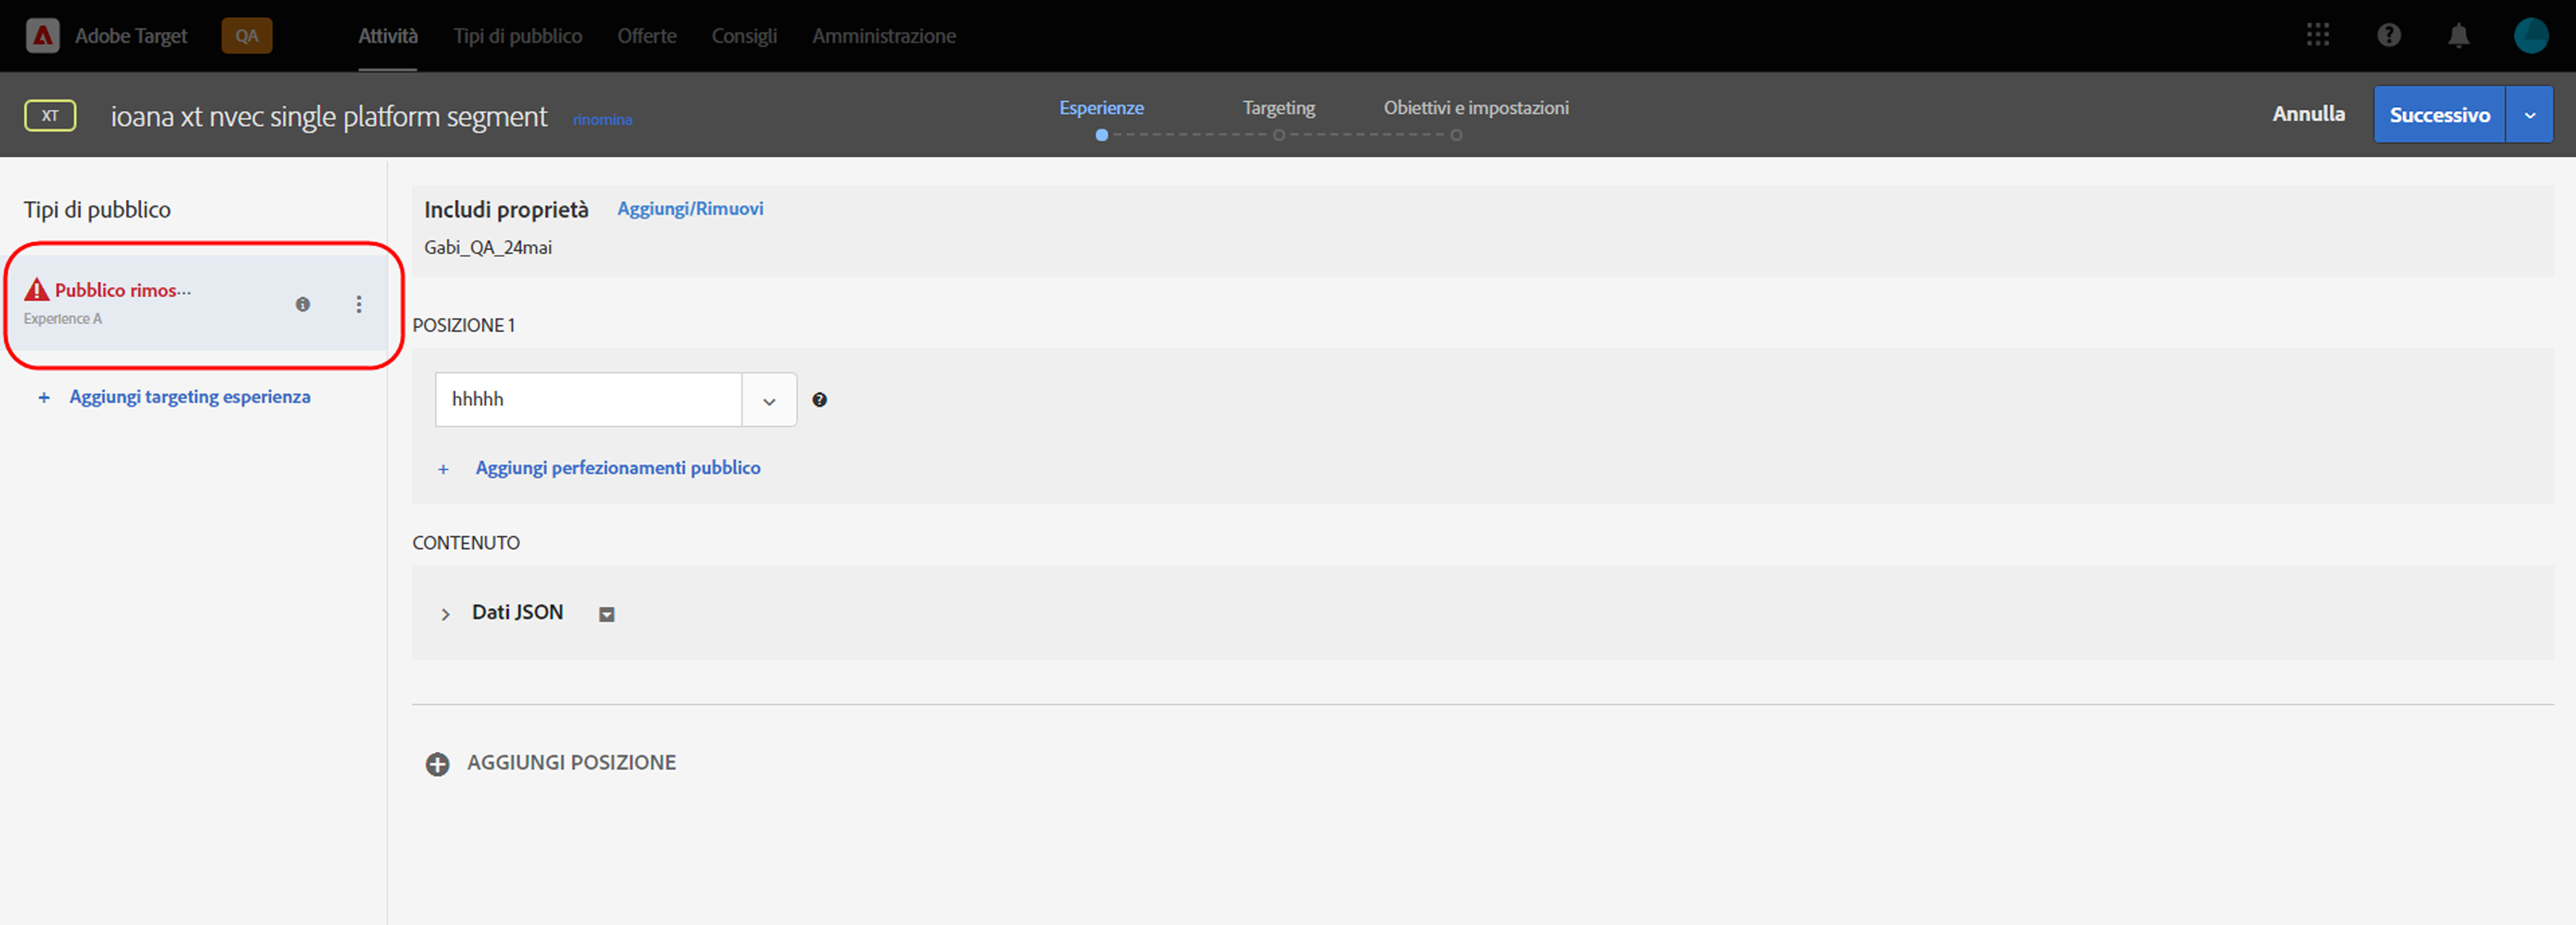 Adobe Target
QA
Attività
Tipi di pubblico
Offerte
Consigli
Amministrazione
XT
ioana xt nvec single platform segment
rinomina
Esperienze
Targeting
Obiettivi e impostazioni
Annulla
Successivo
Tipi di pubblico
Pubblico rimos...
Experience A
+ Aggiungi targeting esperienza
Includi proprietà
Aggiungi/Rimuovi
Gabi_QA_24mai
POSIZIONE 1
hhhhh
+ Aggiungi perfezionamenti pubblico
CONTENUTO
Dati JSON
AGGIUNGI POSIZIONE